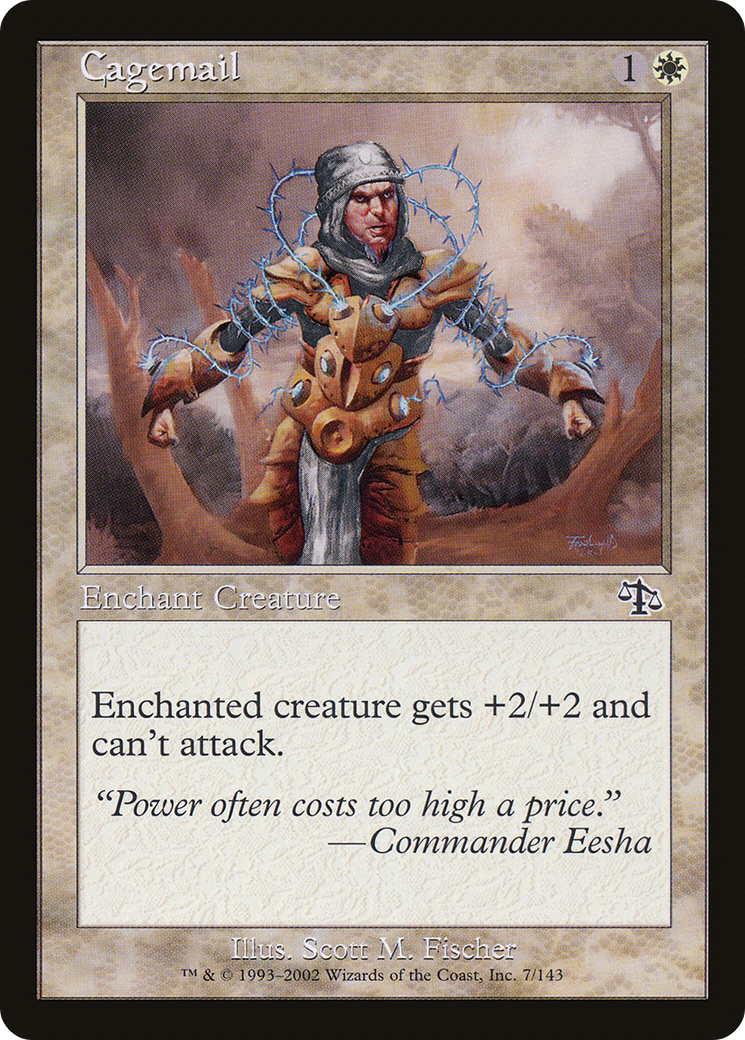 Cagemail 1
Enchant Creature
Enchanted creature gets +2/+2 and
can't attack.
“Power often costs too high a price.”
—Commander Eesha
Illus. Scott M. Fischer
™ & © 1993–2002 Wizards of the Coast, Inc. 7/143